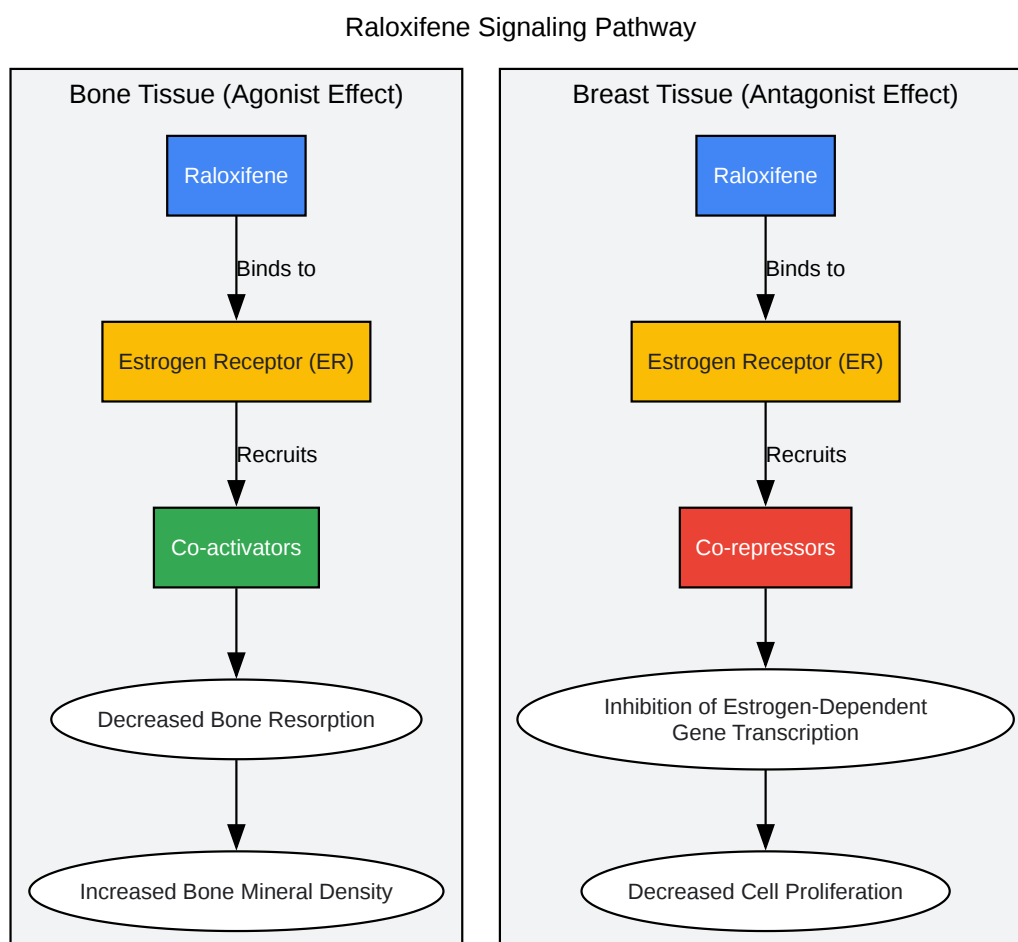 Raloxifene Signaling Pathway
Bone Tissue (Agonist Effect)
Raloxifene
Binds to
Estrogen Receptor (ER)
Recruits
Co-activators
Decreased Bone Resorption
Increased Bone Mineral Density
Breast Tissue (Antagonist Effect)
Raloxifene
Binds to
Estrogen Receptor (ER)
Recruits
Co-repressors
Inhibition of Estrogen-Dependent
Gene Transcription
Decreased Cell Proliferation